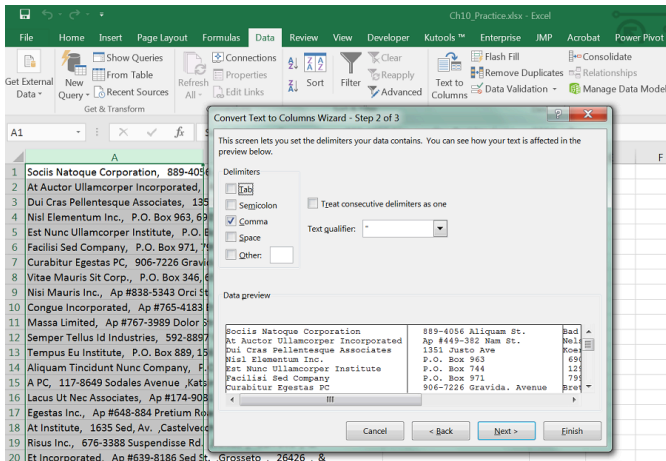 Ch10_Practice.xlsx - Excel
File Home Insert Page Layout Formulas Data Review View Developer Kutools ™ Enterprise JMP Acrobat Power Pivot
Get External Data
New Query
Show Queries
From Table
Recent Sources
Get & Transform
Refresh All
Connections
Properties
Edit Links
Sort
Filter
Clear
Reapply
Advanced
Text to Columns
Flash Fill
Remove Duplicates
Data Validation
Consolidate
Relationships
Manage Data Model
A1
fx
A
F
1 Sociis Natoque Corporation, 889-4056
2 At Auctor Ullamcorper Incorporated,
3 Dui Cras Pellentesque Associates, 135
4 Nisl Elementum Inc., P.O. Box 963, 69
5 Est Nunc Ullamcorper Institute, P.O. B
6 Facilisi Sed Company, P.O. Box 971, 79
7 Curabitur Egestas PC, 906-7226 Gravi
8 Vitae Mauris Sit Corp., P.O. Box 346, 6
9 Nisi Mauris Inc., Ap #838-5343 Orci St
10 Congue Incorporated, Ap #765-4183
11 Massa Limited, Ap #767-3989 Dolor S
12 Semper Tellus Id Industries, 592-8897
13 Tempus Eu Institute, P.O. Box 889, 15
14 Aliquam Tincidunt Nunc Company, P.
15 A PC, 117-8649 Sodales Avenue ,Kats
16 Lacus Ut Nec Associates, Ap #174-908
17 Egestas Inc., Ap #648-884 Pretium Ro
18 At Institute, 1635 Sed, Av. ,Castelvec
19 Risus Inc., 676-3388 Suspendisse Rd.
20 Et Incorporated, Ap #639-8186 Sed St. ,Grosseto , 26426 , &
Convert Text to Columns Wizard - Step 2 of 3
This screen lets you set the delimiters your data contains. You can see how your text is affected in the
preview below.
Delimiters
Tab
Semicolon
Comma
Space
Other:
Treat consecutive delimiters as one
Text qualifier: "
Data preview
Sociis Natoque Corporation 889-4056 Aliquam St. Bad
At Auctor Ullamcorper Incorporated Ap #449-382 Nam St. Nels
Dui Cras Pellentesque Associates 1351 Justo Ave Koe
Nisl Elementum Inc. P.O. Box 963 690
Est Nunc Ullamcorper Institute P.O. Box 744 129
Facilisi Sed Company P.O. Box 971 799
Curabitur Egestas PC 906-7226 Gravida. Avenue Bret
Cancel < Back Next > Finish